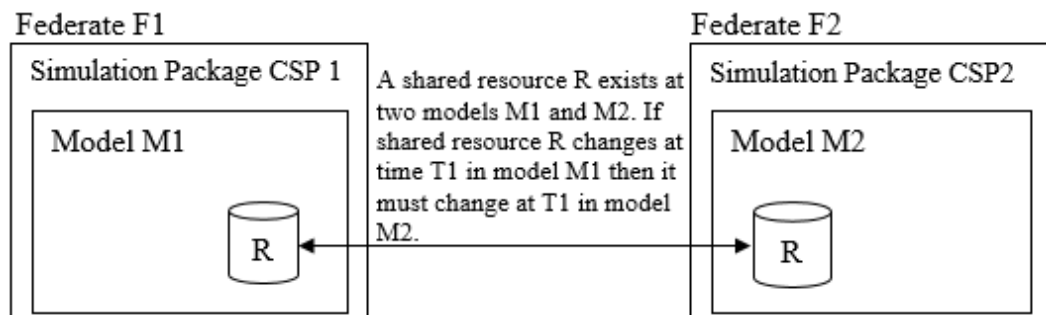 Federate F1
Simulation Package CSP 1
Model M1
R
A shared resource R exists at
two models M1 and M2. If
shared resource R changes at
time T1 in model M1 then it
must change at T1 in model
M2.
Federate F2
Simulation Package CSP2
Model M2
R